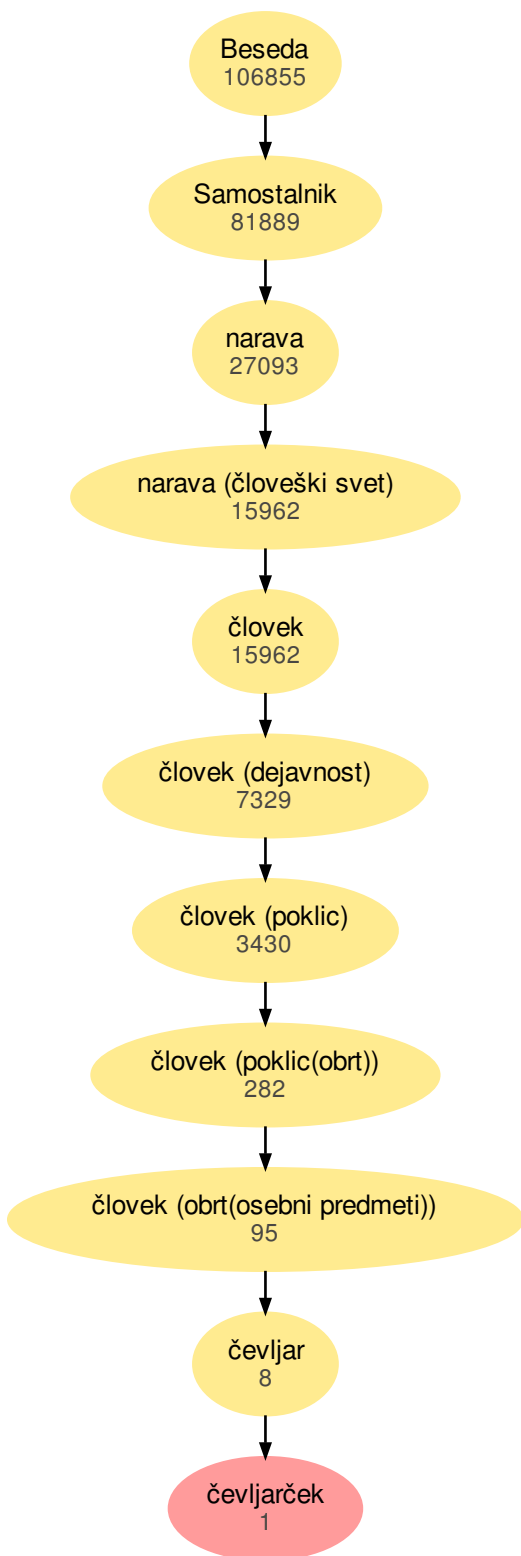 Beseda
106855
Samostalnik
81889
narava
27093
narava (človeški svet)
15962
človek
15962
človek (dejavnost)
7329
človek (poklic)
3430
človek (poklic(obrt))
282
človek (obrt(osebni predmeti))
95
čevljar
8
čevljarček
1